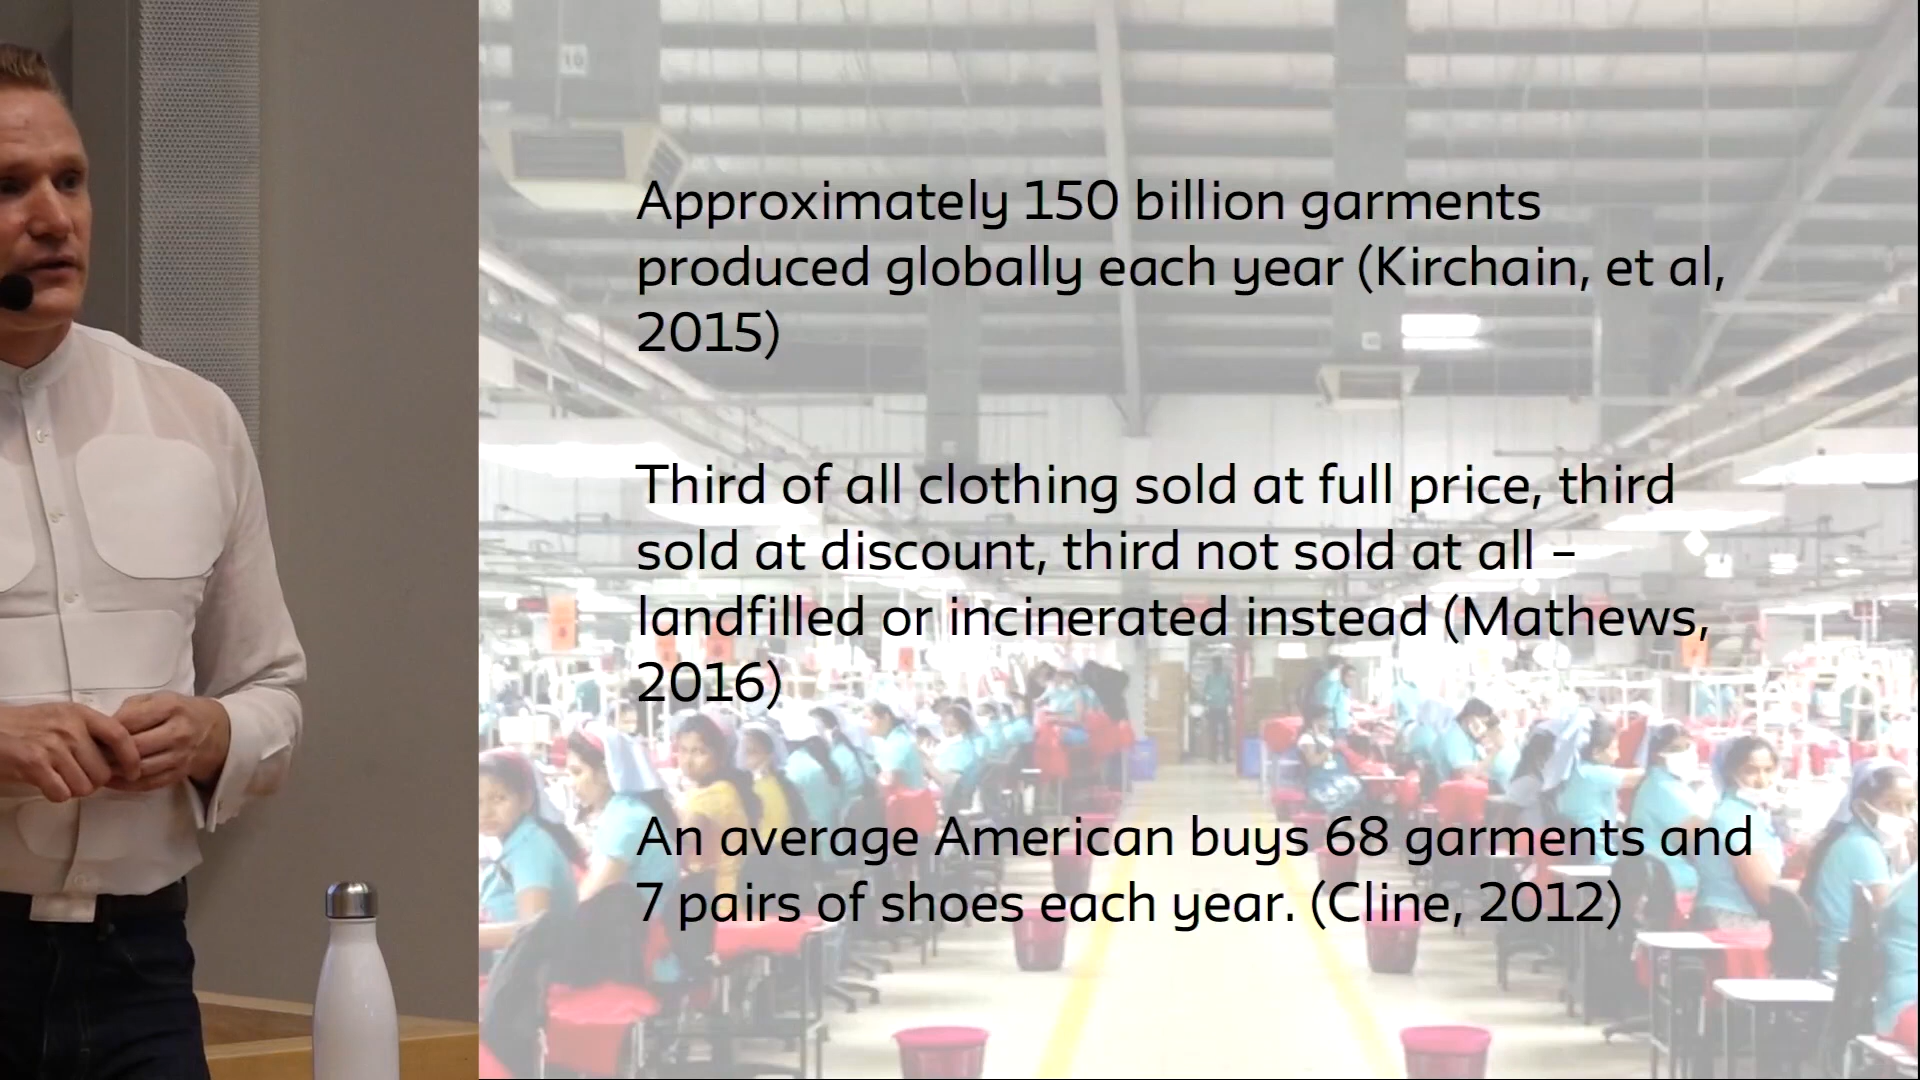 10
Approximately 150 billion garments
produced globally each year (Kirchain, et al,
2015)
Third of all clothing sold at full price, third
sold at discount, third not sold at all –
landfilled or incinerated instead (Mathews,
2016)
An average American buys 68 garments and
7 pairs of shoes each year. (Cline, 2012)